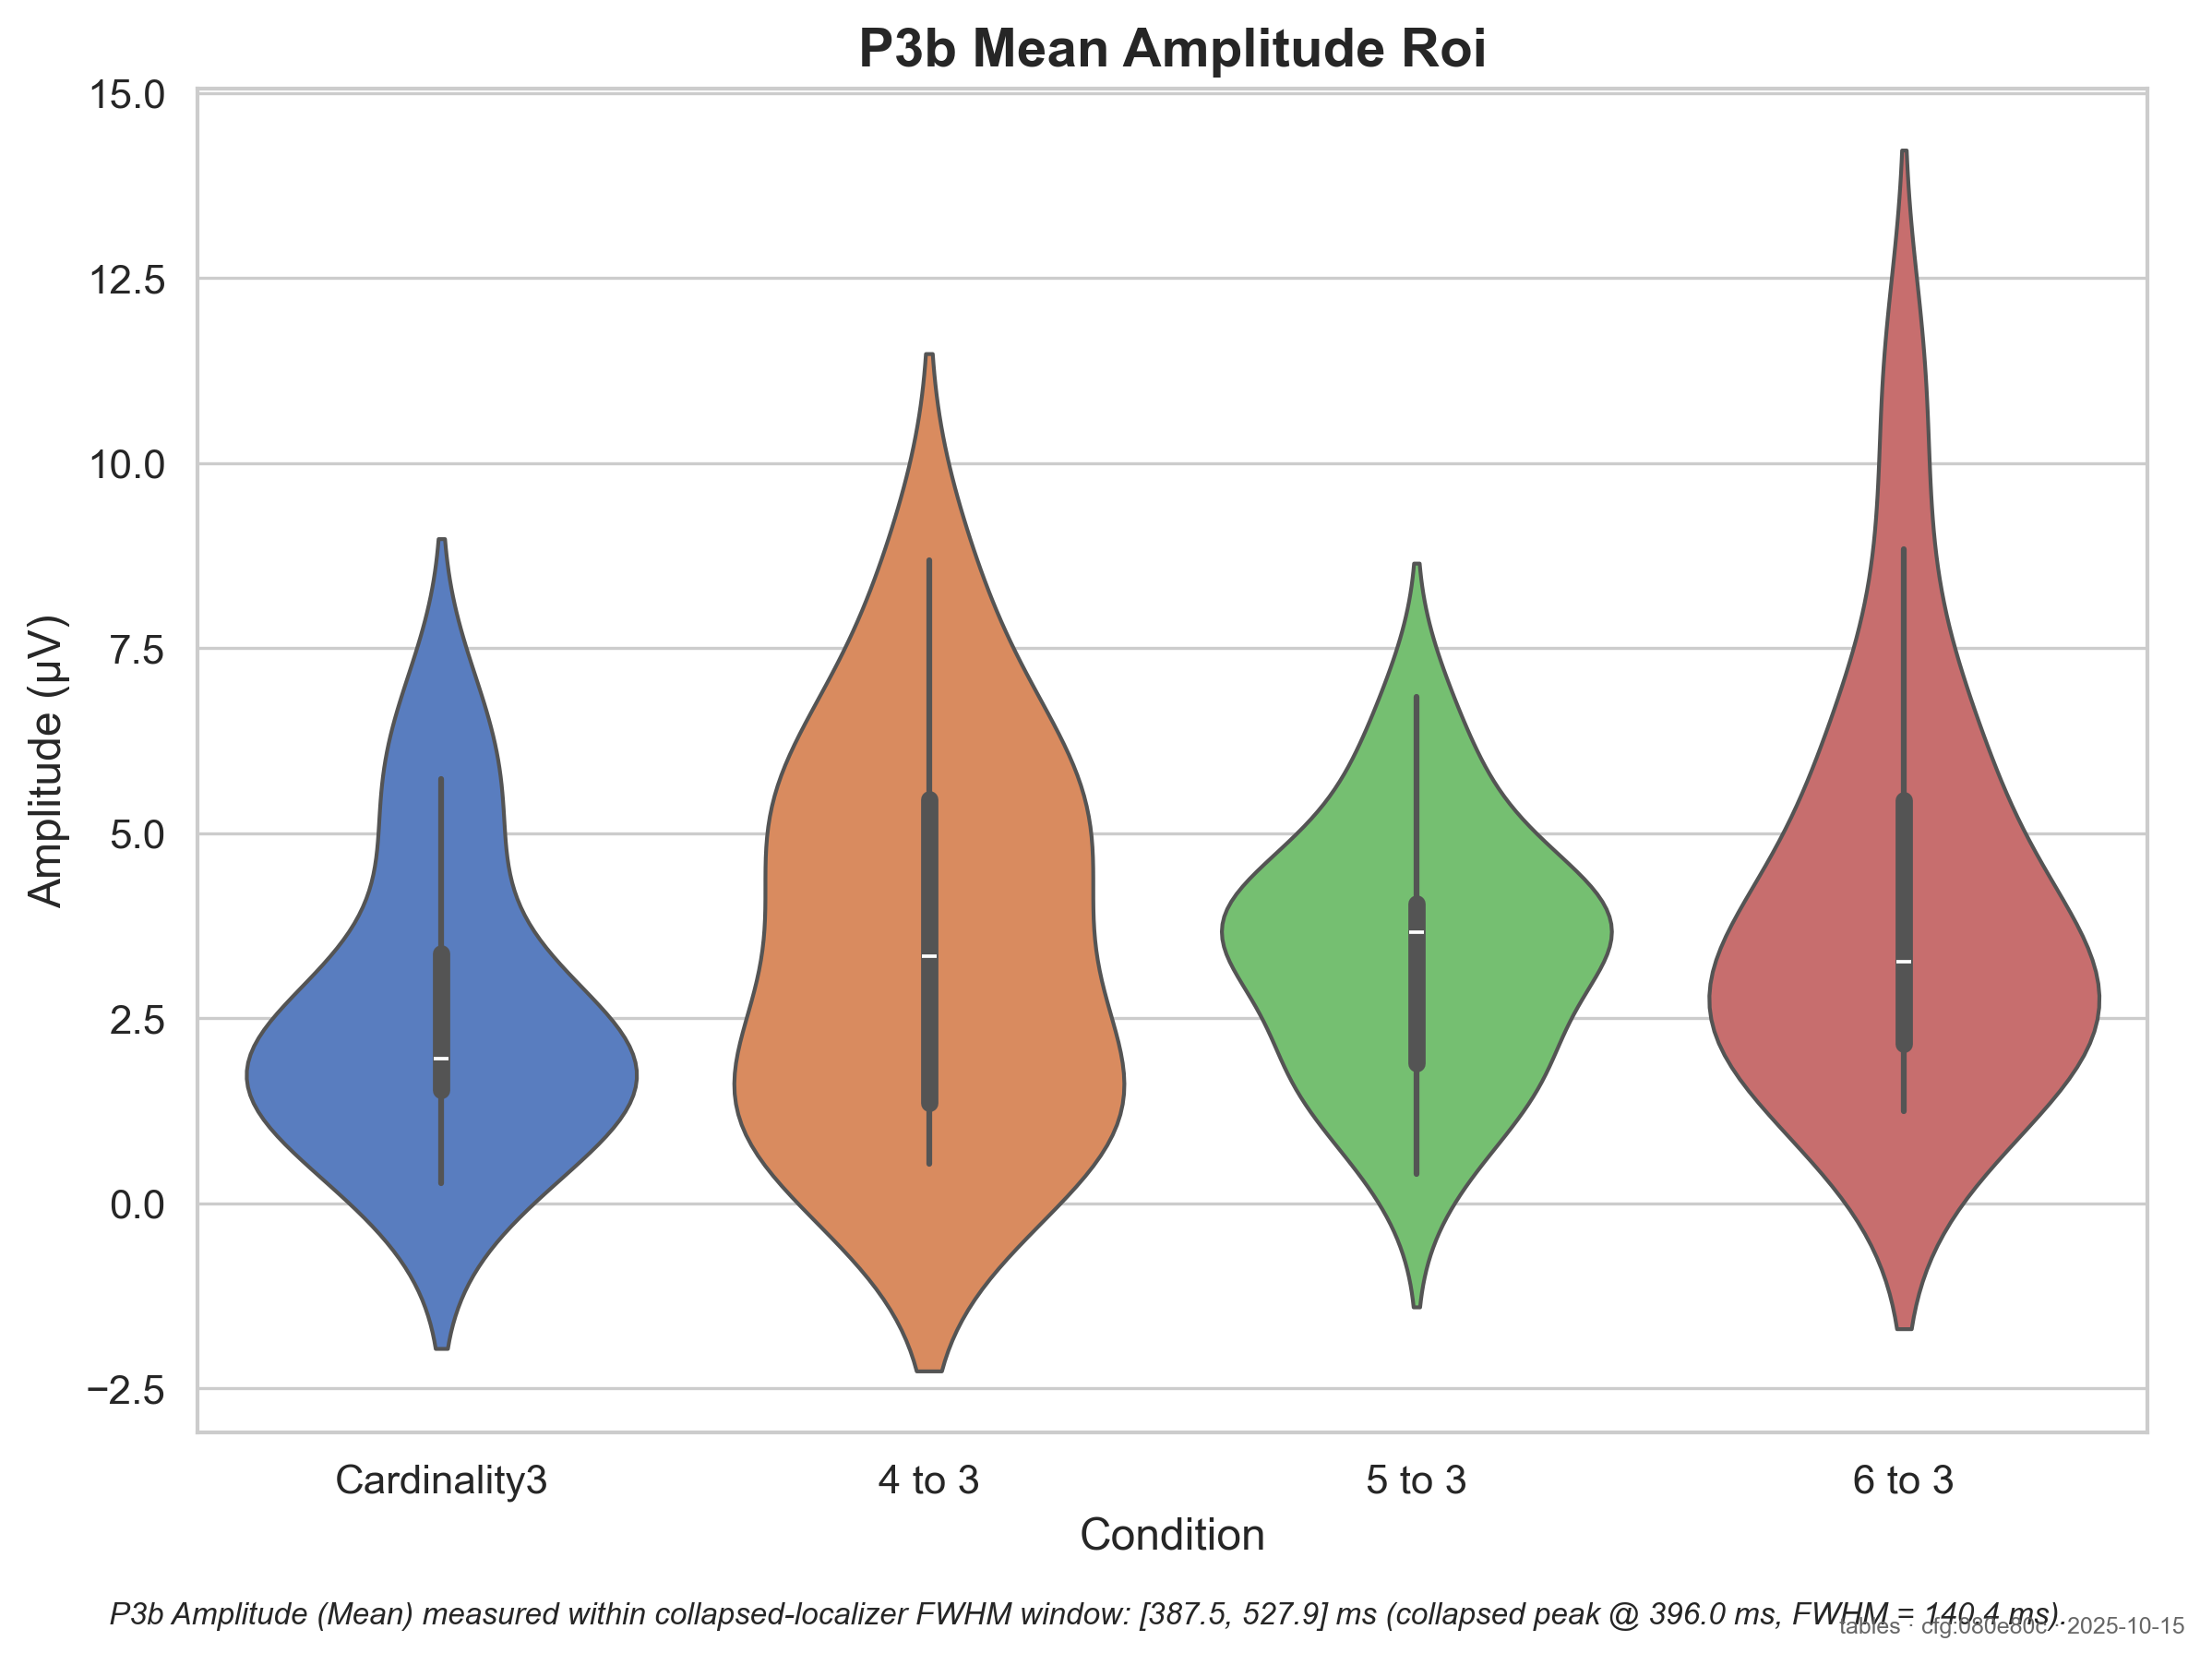 P3b Mean Amplitude Roi
15.0
12.5
10.0
7.5
5.0
2.5
0.0
−2.5
Amplitude (μV)
Cardinality3
4 to 3
5 to 3
6 to 3
Condition
P3b Amplitude (Mean) measured within collapsed-localizer FWHM window: [387.5, 527.9] ms (collapsed peak @ 396.0 ms, FWHM = 140.4 ms).
tables · cfg:080e80c · 2025-10-15